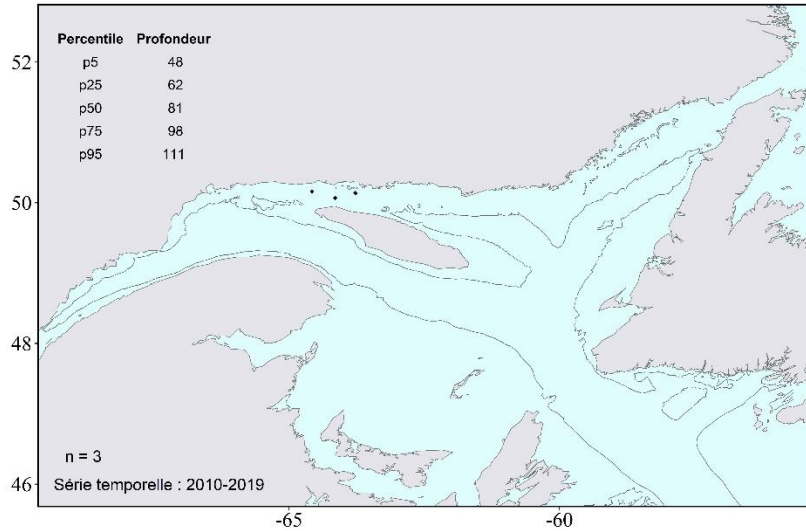 Percentile Profondeur
p5 48
p25 62
p50 81
p75 98
p95 111
52
50
48
46
n = 3
Série temporelle : 2010-2019
-65 -60